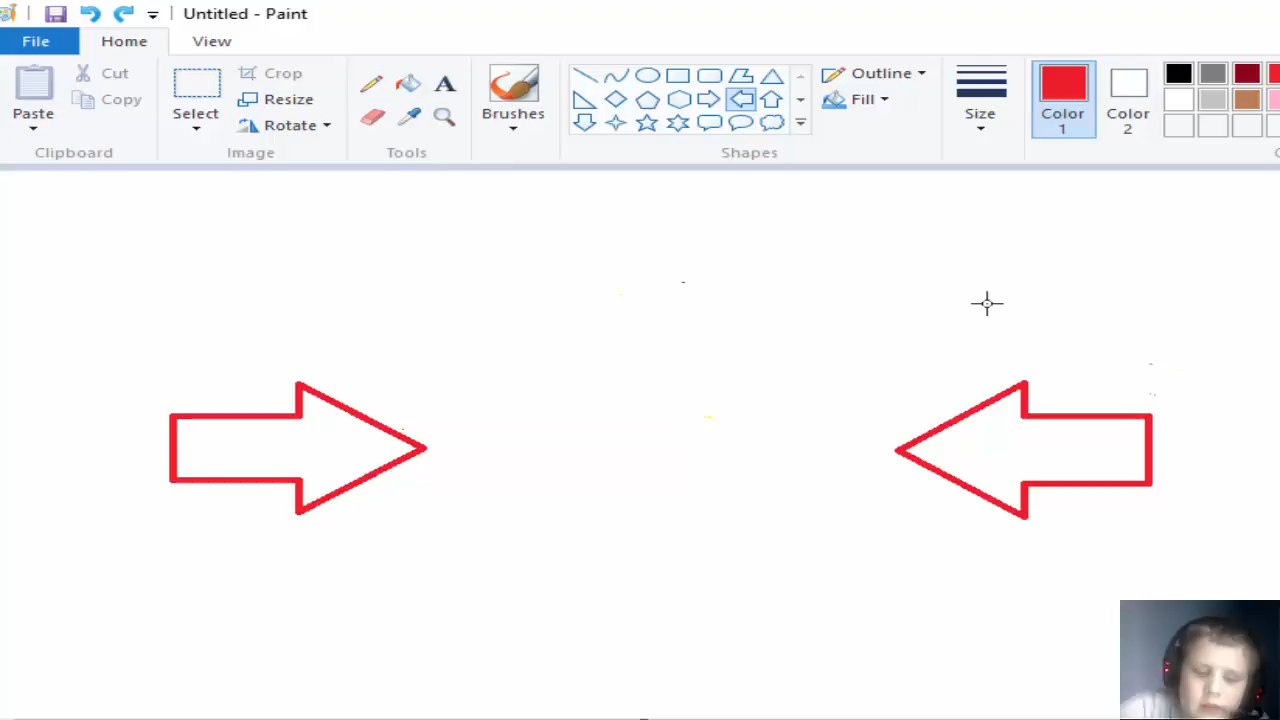 Untitled - Paint
File Home View
Cut Crop Outline
Copy Resize Fill
Paste Select Rotate Brushes Size Color 1 Color 2
Clipboard Image Tools Shapes